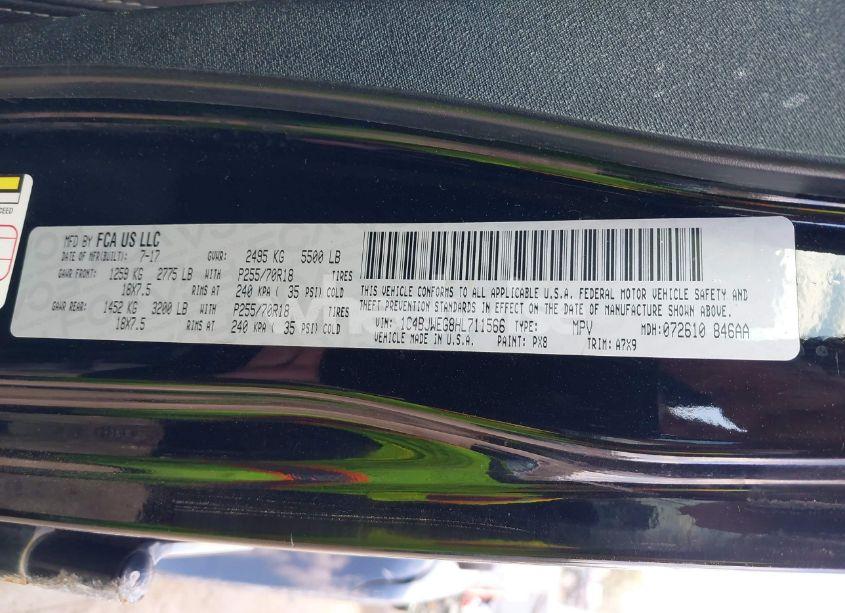 CEED
MFD BY FCA US LLC
DATE OF MFR(BUILT): 7-17 GVWR: 2495 KG 5500 LB
GAWR FRONT: 1259 KG 2775 LB WITH P255/70R18 TIRES
18X7.5 RIMS AT 240 KPA ( 35 PSI) COLD
GAWR REAR: 1452 KG 3200 LB WITH P255/70R18 TIRES
18X7.5 RIMS AT 240 KPA ( 35 PSI) COLD
THIS VEHICLE CONFORMS TO ALL APPLICABLE U.S.A. FEDERAL MOTOR VEHICLE SAFETY AND
THEFT PREVENTION STANDARDS IN EFFECT ON THE DATE OF MANUFACTURE SHOWN ABOVE.
VIN: 1C4BJWEG8HL711566 TYPE: MPV MDH:072610 846AA
VEHICLE MADE IN U.S.A. PAINT: PX8 TRIM: A7X9